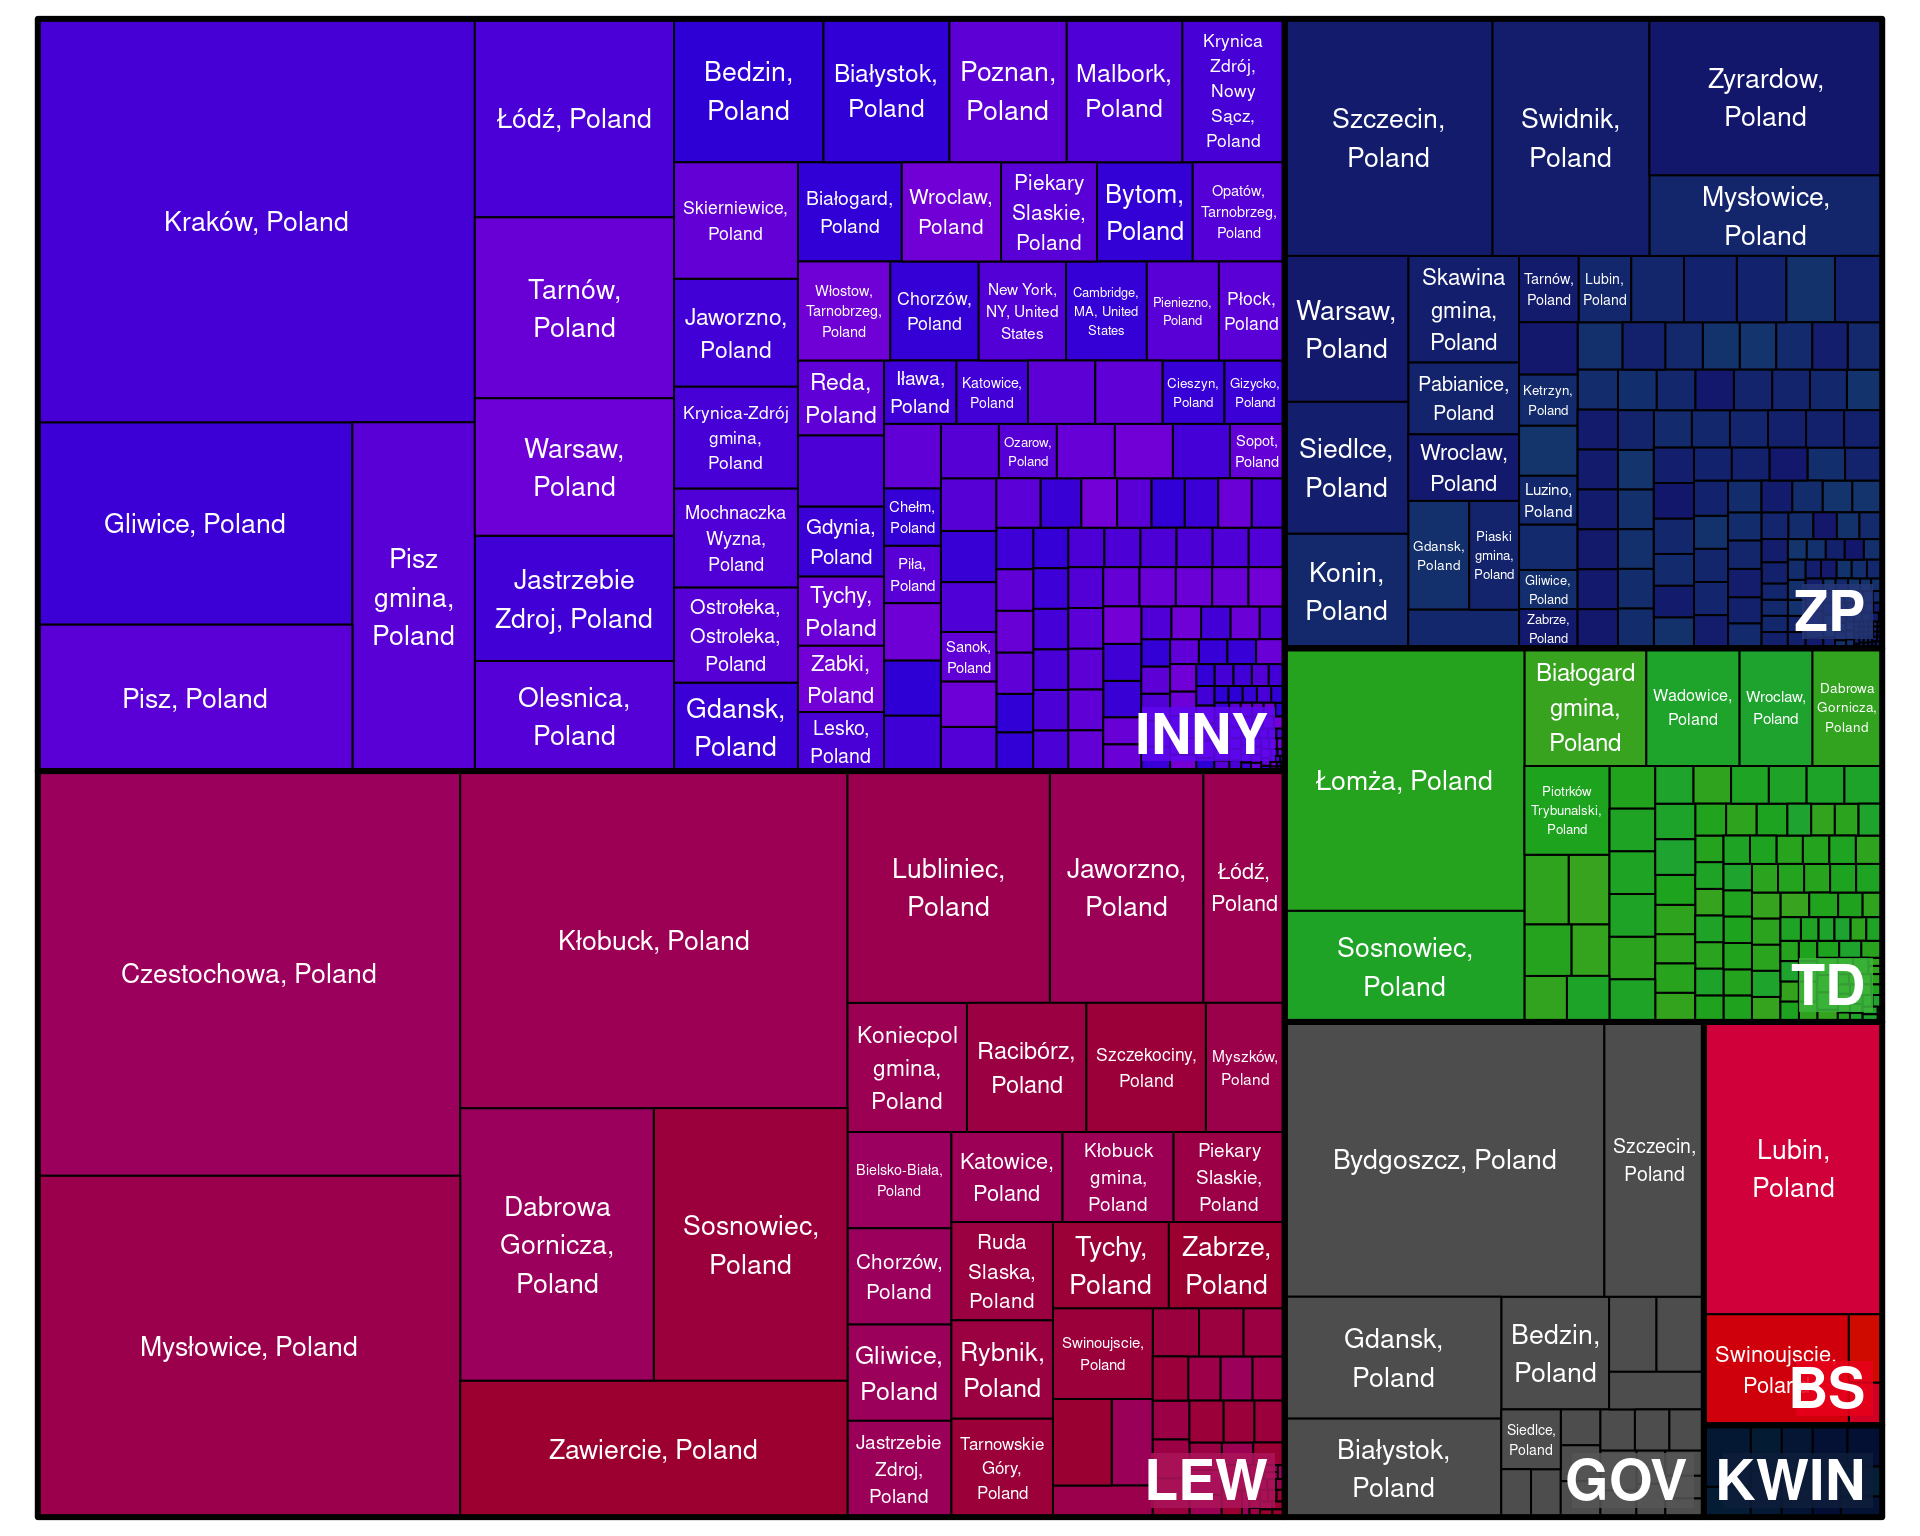 Kraków, Poland
Gliwice, Poland
Pisz, Poland
Pisz
gmina,
Poland
Łódź, Poland
Tarnów,
Poland
Warsaw,
Poland
Jastrzebie
Zdroj, Poland
Olesnica,
Poland
Bedzin,
Poland
Białystok,
Poland
Poznan,
Poland
Malbork,
Poland
Krynica
Zdrój,
Nowy
Sącz,
Poland
Skierniewice,
Poland
Jaworzno,
Poland
Krynica-Zdrój
gmina,
Poland
Mochnaczka
Wyzna,
Poland
Ostrołeka,
Ostroleka,
Poland
Gdansk,
Poland
Białogard,
Poland
Wroclaw,
Poland
Piekary
Slaskie,
Poland
Bytom,
Poland
Opatów,
Tarnobrzeg,
Poland
Włostow,
Tarnobrzeg,
Poland
Chorzów,
Poland
New York,
NY, United
States
Cambridge,
MA, United
States
Pieniezno,
Poland
Płock,
Poland
Reda,
Poland
Iława,
Poland
Katowice,
Poland
Cieszyn,
Poland
Gizycko,
Poland
Ozarow,
Poland
Sopot,
Poland
Gdynia,
Poland
Chełm,
Poland
Piła,
Poland
Tychy,
Poland
Zabki,
Poland
Sanok,
Poland
Lesko,
Poland
INNY
Czestochowa, Poland
Mysłowice, Poland
Kłobuck, Poland
Dabrowa
Gornicza,
Poland
Sosnowiec,
Poland
Zawiercie, Poland
Lubliniec,
Poland
Jaworzno,
Poland
Łódź,
Poland
Koniecpol
gmina,
Poland
Racibórz,
Poland
Szczekociny,
Poland
Myszków,
Poland
Bielsko-Biała,
Poland
Katowice,
Poland
Kłobuck
gmina,
Poland
Piekary
Slaskie,
Poland
Chorzów,
Poland
Ruda
Slaska,
Poland
Tychy,
Poland
Zabrze,
Poland
Gliwice,
Poland
Rybnik,
Poland
Swinoujscie,
Poland
Jastrzebie
Zdroj,
Poland
Tarnowskie
Góry,
Poland
LEW
Szczecin,
Poland
Swidnik,
Poland
Zyrardow,
Poland
Mysłowice,
Poland
Warsaw,
Poland
Siedlce,
Poland
Konin,
Poland
Skawina
gmina,
Poland
Pabianice,
Poland
Wroclaw,
Poland
Gdansk,
Poland
Piaski
gmina,
Poland
Tarnów,
Poland
Lubin,
Poland
Ketrzyn,
Poland
Luzino,
Poland
Gliwice,
Poland
Zabrze,
Poland
ZP
Łomża, Poland
Sosnowiec,
Poland
Białogard
gmina,
Poland
Wadowice,
Poland
Wroclaw,
Poland
Dabrowa
Gornicza,
Poland
Piotrków
Trybunalski,
Poland
TD
Bydgoszcz, Poland
Szczecin,
Poland
Gdansk,
Poland
Bedzin,
Poland
Białystok,
Poland
Siedlce,
Poland
GOV
Lubin,
Poland
Swinoujscie,
BS
KWIN